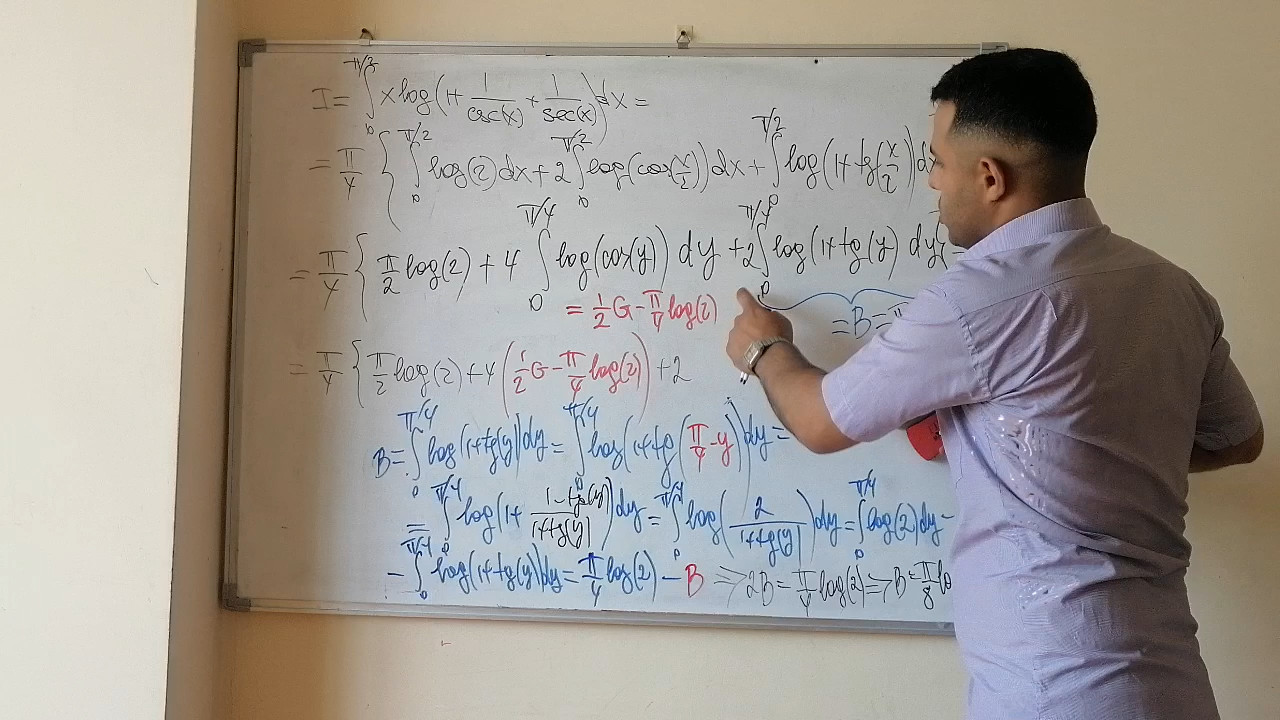 I = ∫₀^{π/2} x log(1 + 1/csc(x) + 1/sec(x)) dx =
= π/4 { ∫₀^{π/2} log(2) dx + 2 ∫₀^{π/2} log(cos(x/2)) dx + ∫₀^{π/2} log(1 + tg(x/2)) dx
= π/4 { π/2 log(2) + 4 ∫₀^{π/4} log(cos(y)) dy + 2 ∫₀^{π/4} log(1 + tg(y) dy} =
= 1/2 G - π/4 log(2) = B = π
= π/4 { π/2 log(2) + 4 (1/2 G - π/4 log(2)) + 2
B = ∫₀^{π/4} log(1 + tg(y)) dy = ∫₀^{π/4} log(1 + tg(π/4 - y)) dy =
= ∫₀^{π/4} log(1 + (1 - tg(y))/(1 + tg(y))) dy = ∫₀^{π/4} log(2/(1 + tg(y))) dy = ∫₀^{π/4} log(2) dy -
- ∫₀^{π/4} log(1 + tg(y)) dy = π/4 log(2) - B => 2B = π/4 log(2) => B = π/8 lo